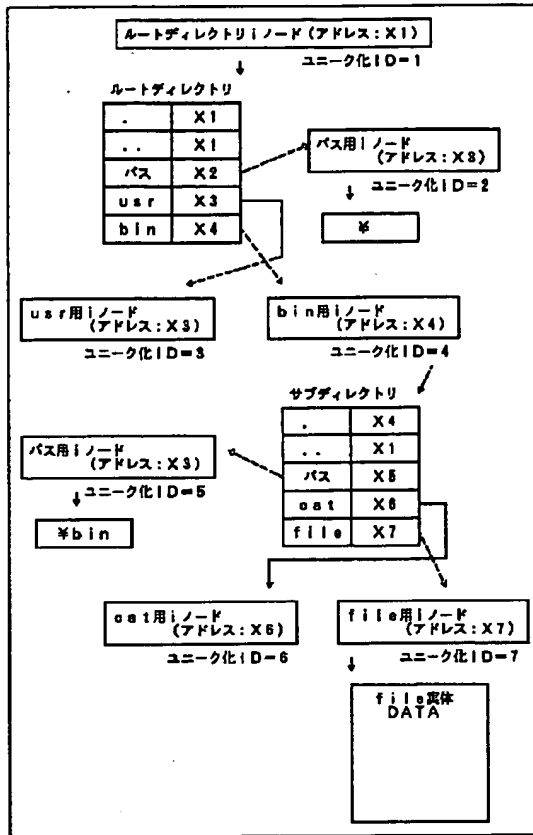 ルートディレクトリiノード(アドレス:X1)
ユニーク化ID=1
ルートディレクトリ
. X1
.. X1
パス X2
usr X3
bin X4
パス用iノード
(アドレス:X3)
ユニーク化ID=2
¥
usr用iノード
(アドレス:X3)
ユニーク化ID=3
bin用iノード
(アドレス:X4)
ユニーク化ID=4
サブディレクトリ
. X4
.. X1
パス X5
cat X6
file X7
パス用iノード
(アドレス:X3)
ユニーク化ID=5
¥bin
cat用iノード
(アドレス:X6)
ユニーク化ID=6
file用iノード
(アドレス:X7)
ユニーク化ID=7
file実体
DATA